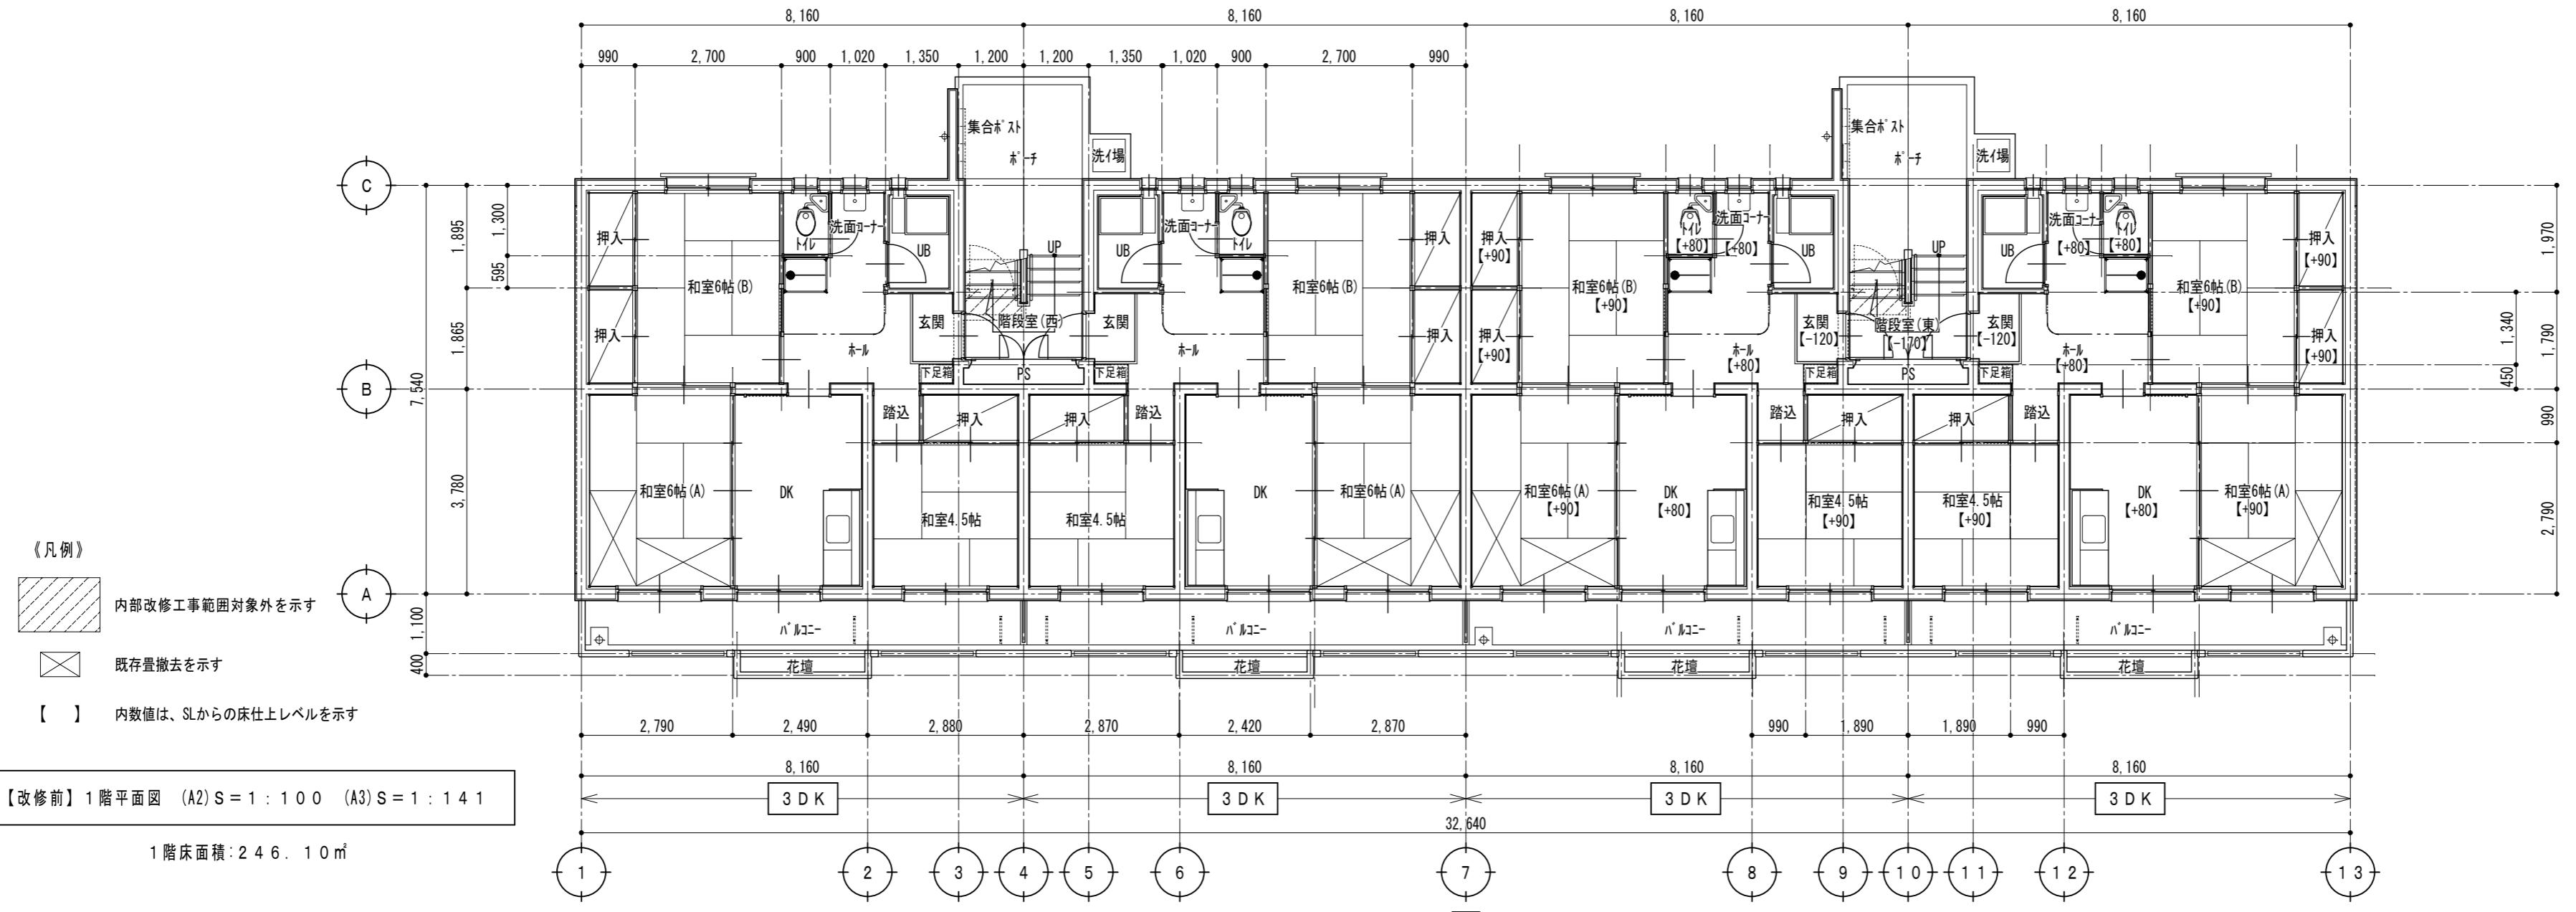 8,160 8,160 8,160 8,160
990 2,700 900 1,020 1,350 1,200 1,200 1,350 1,020 900 2,700 990
集合ポスト ポーチ 洗イ場 集合ポスト ポーチ 洗イ場
C
1,895 1,300 595 1,865 7,540 3,780 1,100 400
1,970 1,340 1,790 450 990 2,790
押入 トイレ 洗面コーナー UB UP UB 洗面コーナー トイレ 押入
和室6帖(B) 和室6帖(B)
押入 ホール 玄関 階段室(西) 玄関 ホール 押入
下足箱 PS 下足箱
押入 【+90】 トイレ 【+80】 洗面コーナー 【+80】 UB UP UB 洗面コーナー 【+80】 トイレ 【+80】 押入 【+90】
和室6帖(B) 【+90】 和室6帖(B) 【+90】
押入 【+90】 ホール 【+80】 玄関 【-120】 階段室(東) 【-170】 玄関 【-120】 ホール 【+80】 押入 【+90】
下足箱 PS 下足箱
B
踏込 押入 押入 踏込 踏込 押入 押入 踏込
和室6帖(A) DK 和室4.5帖 和室4.5帖 DK 和室6帖(A)
和室6帖(A) 【+90】 DK 【+80】 和室4.5帖 【+90】 和室4.5帖 【+90】 DK 【+80】 和室6帖(A) 【+90】
A
バルコニー バルコニー バルコニー バルコニー
花壇 花壇 花壇 花壇
《凡例》
内部改修工事範囲対象外を示す
既存畳撤去を示す
【 】 内数値は、SLからの床仕上レベルを示す
2,790 2,490 2,880 2,870 2,420 2,870 990 1,890 1,890 990
8,160 8,160 8,160 8,160
3DK 3DK 3DK 3DK
32,640
【改修前】1階平面図 (A2)S=1:100 (A3)S=1:141
1階床面積:246.10㎡
1 2 3 4 5 6 7 8 9 10 11 12 13